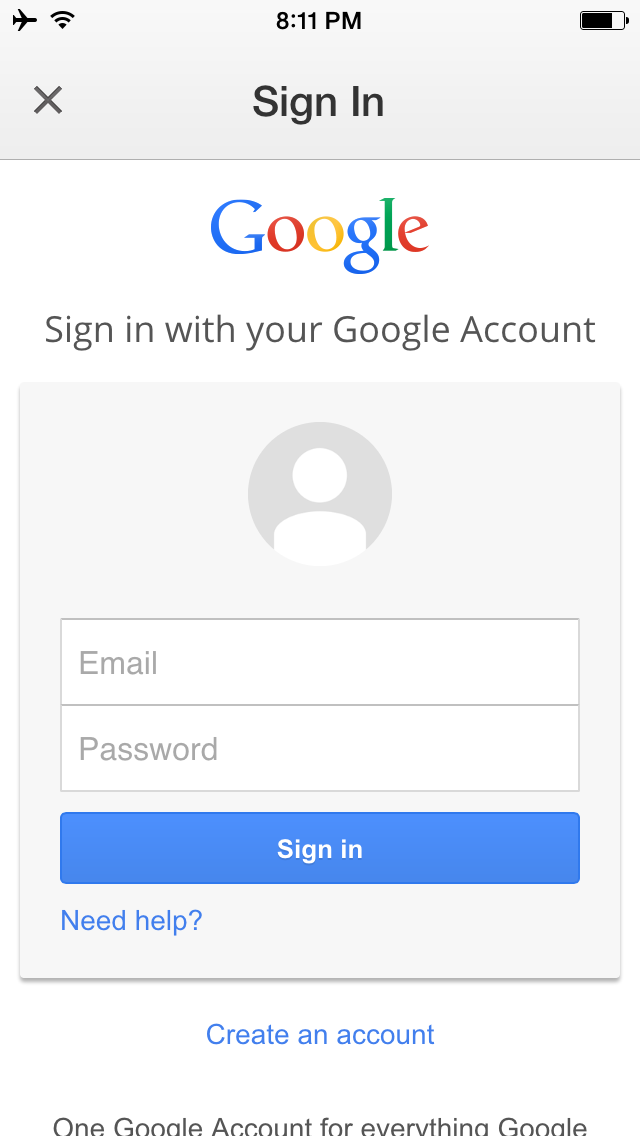 8:11 PM
Sign In
Google
Sign in with your Google Account
Email
Password
Sign in
Need help?
Create an account
One Google Account for everything Google